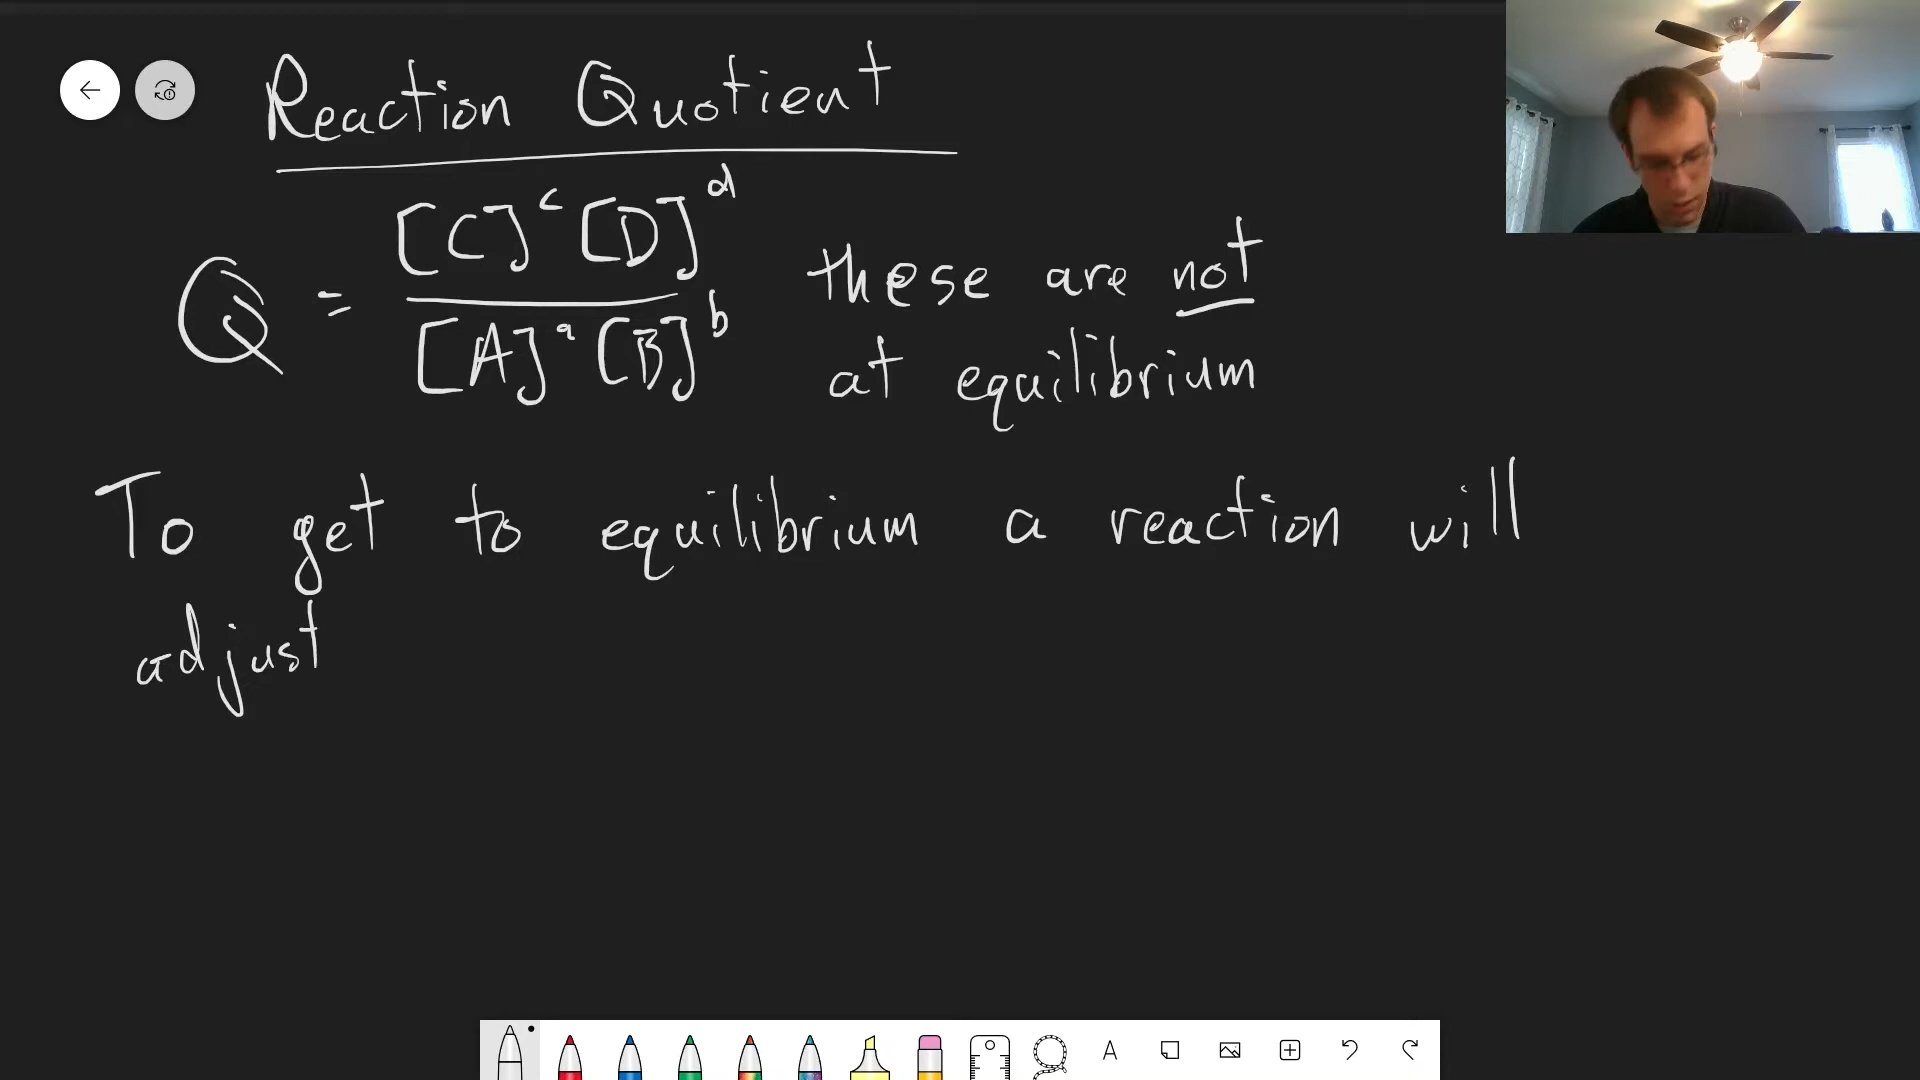 Reaction Quotient
Q = [C]^c [D]^d / [A]^a [B]^b
these are not
at equilibrium
To get to equilibrium a reaction will
adjust
A